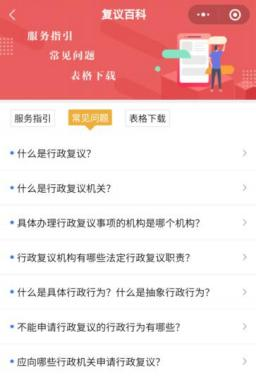 复议百科
服务指引
常见问题
表格下载
服务指引 常见问题 表格下载
什么是行政复议？
什么是行政复议机关？
具体办理行政复议事项的机构是哪个机构？
行政复议机构有哪些法定行政复议职责？
什么是具体行政行为？什么是抽象行政行为？
不能申请行政复议的行政行为有哪些？
应向哪些行政机关申请行政复议？